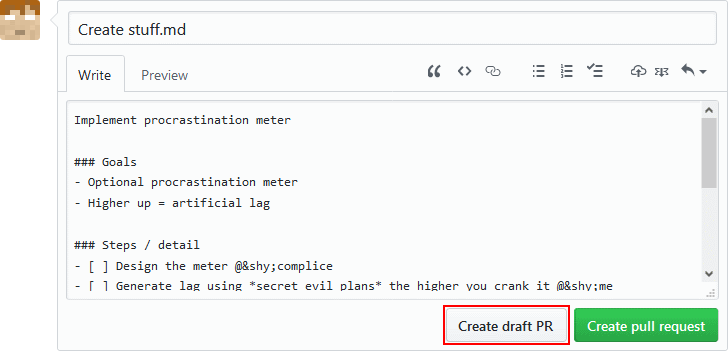 Create stuff.md
Write Preview
Implement procrastination meter
### Goals
- Optional procrastination meter
- Higher up = artificial lag
### Steps / detail
- [ ] Design the meter @&shy;complice
- [ ] Generate lag using *secret evil plans* the higher you crank it @&shy;me
Create draft PR Create pull request